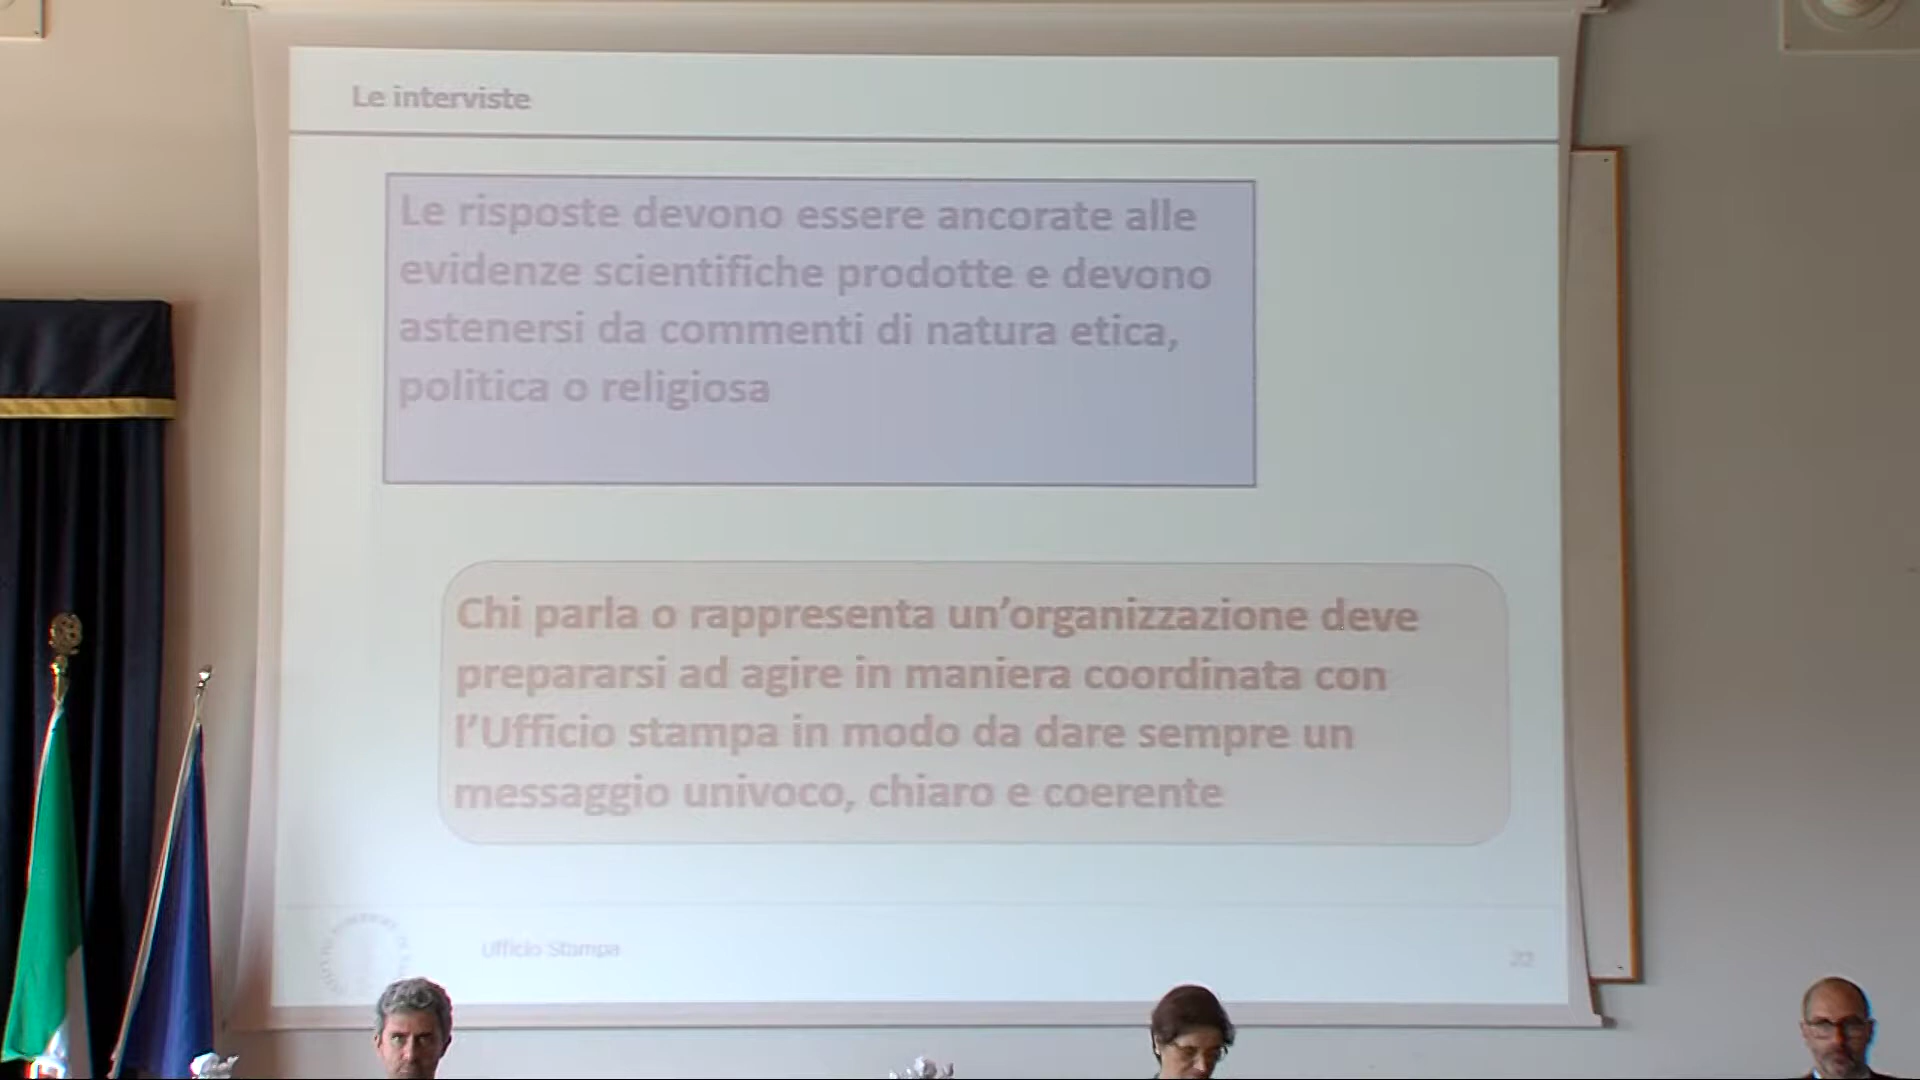 Le interviste
Le risposte devono essere ancorate alle
evidenze scientifiche prodotte e devono
astenersi da commenti di natura etica,
politica o religiosa
Chi parla o rappresenta un’organizzazione deve
prepararsi ad agire in maniera coordinata con
l’Ufficio stampa in modo da dare sempre un
messaggio univoco, chiaro e coerente
Ufficio Stampa
22